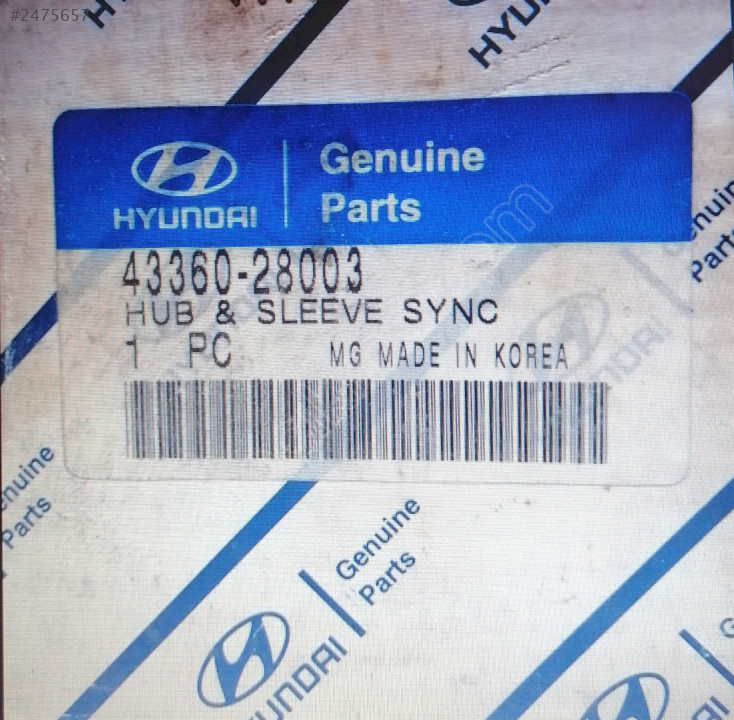 #2475657
HYUNDAI
Genuine
Parts
43360-28003
HUB & SLEEVE SYNC
1 PC MG MADE IN KOREA
Genuine
Parts
HYUNDAI